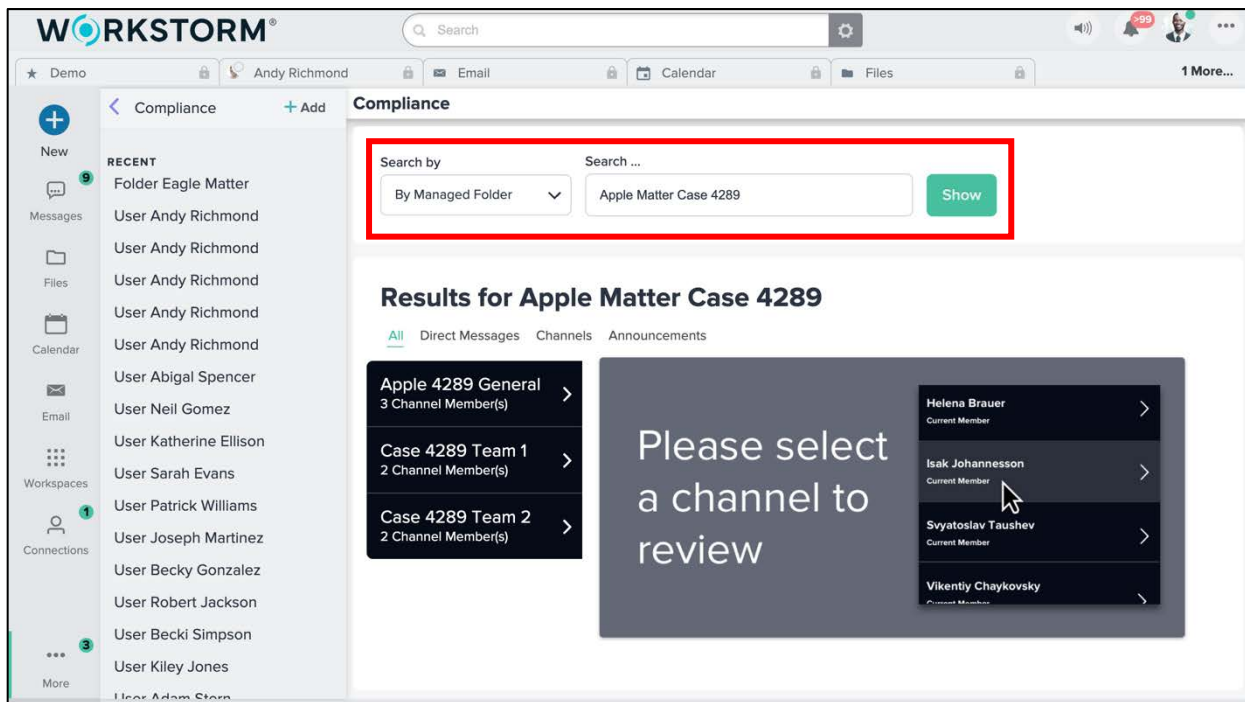 WORKSTORM®
Search
>99
Demo
Andy Richmond
Email
Calendar
Files
1 More...
New
9
Messages
Files
Calendar
Email
Workspaces
1
Connections
3
More
Compliance
+ Add
RECENT
Folder Eagle Matter
User Andy Richmond
User Andy Richmond
User Andy Richmond
User Andy Richmond
User Andy Richmond
User Abigal Spencer
User Neil Gomez
User Katherine Ellison
User Sarah Evans
User Patrick Williams
User Joseph Martinez
User Becky Gonzalez
User Robert Jackson
User Becki Simpson
User Kiley Jones
User Adam Stern
Compliance
Search by
Search ...
By Managed Folder
Apple Matter Case 4289
Show
Results for Apple Matter Case 4289
All Direct Messages Channels Announcements
Apple 4289 General
3 Channel Member(s)
Case 4289 Team 1
2 Channel Member(s)
Case 4289 Team 2
2 Channel Member(s)
Please select
a channel to
review
Helena Brauer
Current Member
Isak Johannesson
Current Member
Svyatoslav Taushev
Current Member
Vikentiy Chaykovsky
Current Member